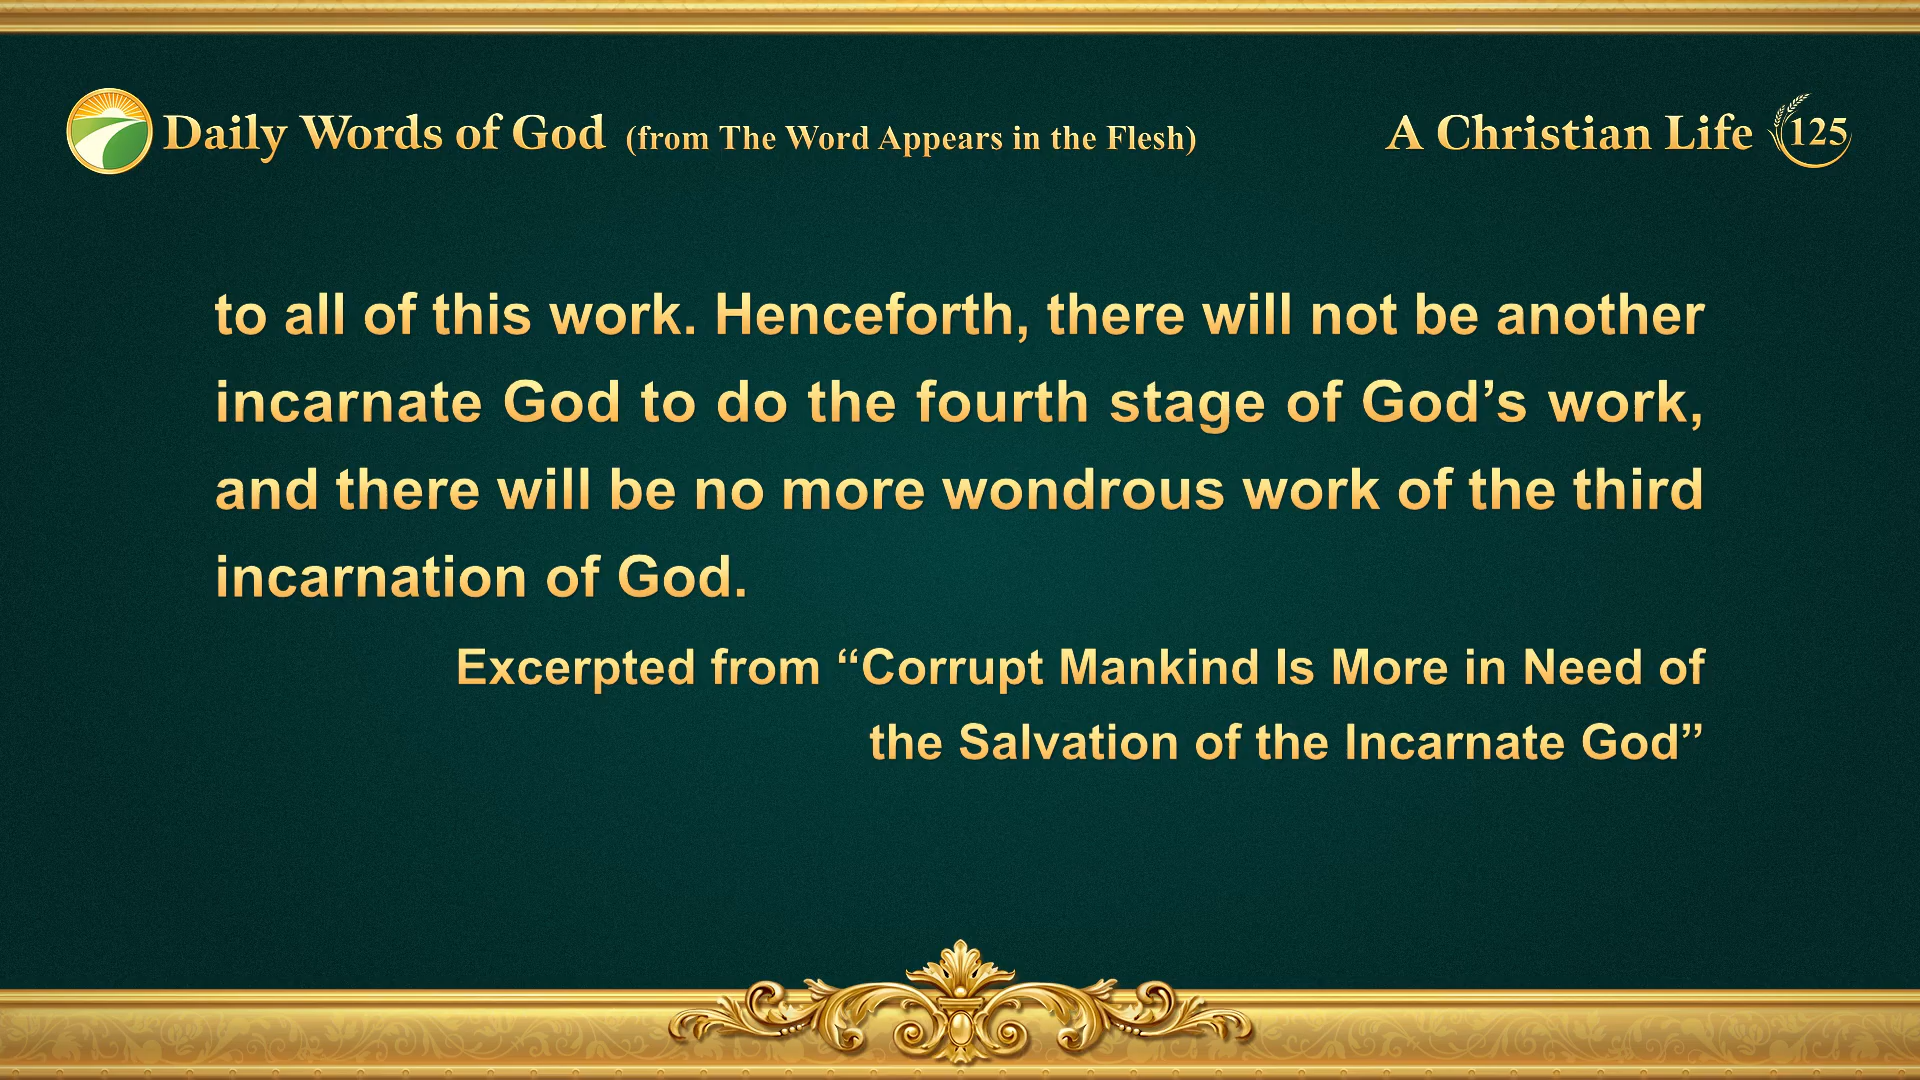 Daily Words of God (from The Word Appears in the Flesh)
A Christian Life 125
to all of this work. Henceforth, there will not be another
incarnate God to do the fourth stage of God’s work,
and there will be no more wondrous work of the third
incarnation of God.
Excerpted from “Corrupt Mankind Is More in Need of
the Salvation of the Incarnate God”